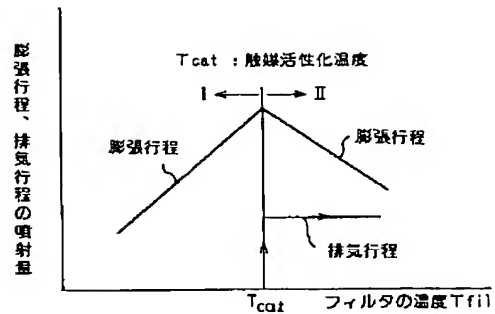 膨張行程、排気行程の噴射量
Tcat :触媒活性化温度
I II
膨張行程
膨張行程
排気行程
Tcat
フィルタの温度Tfil